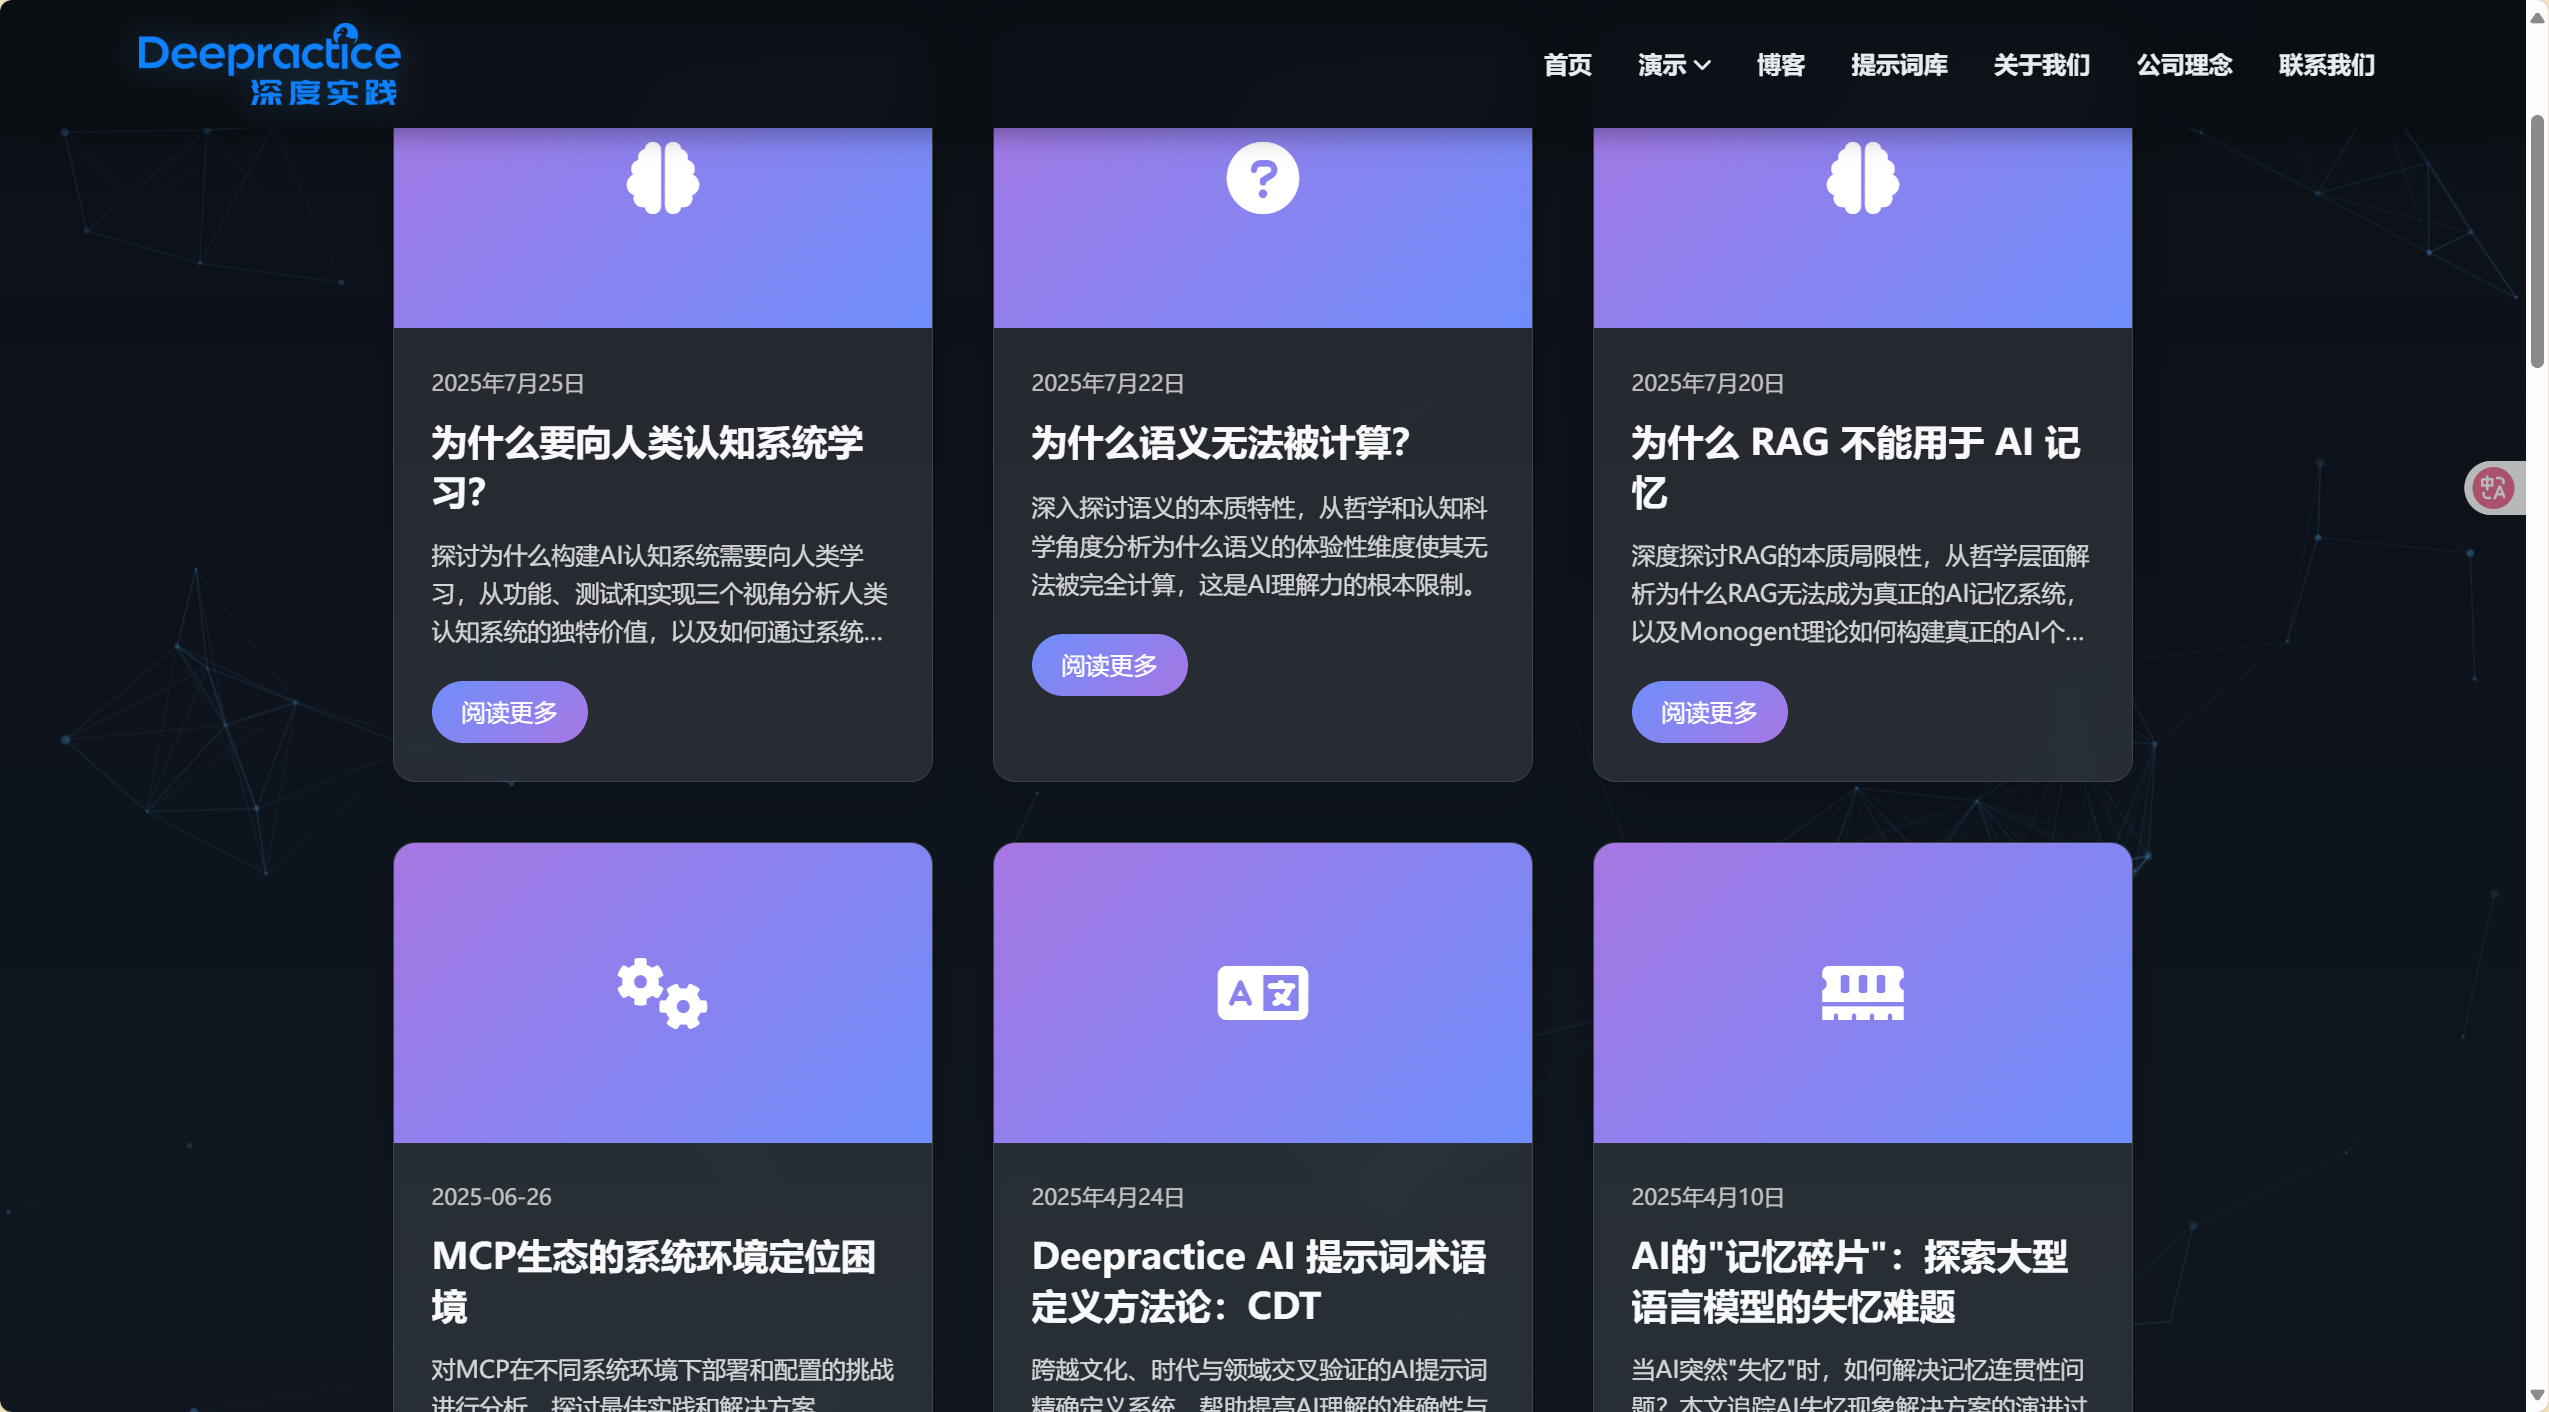 Deepractice
深度实践
首页 演示 博客 提示词库 关于我们 公司理念 联系我们
2025年7月25日
为什么要向人类认知系统学
习?
探讨为什么构建AI认知系统需要向人类学
习，从功能、测试和实现三个视角分析人类
认知系统的独特价值，以及如何通过系统...
阅读更多
2025年7月22日
为什么语义无法被计算?
深入探讨语义的本质特性，从哲学和认知科
学角度分析为什么语义的体验性维度使其无
法被完全计算，这是AI理解力的根本限制。
阅读更多
2025年7月20日
为什么 RAG 不能用于 AI 记
忆
深度探讨RAG的本质局限性，从哲学层面解
析为什么RAG无法成为真正的AI记忆系统，
以及Monogent理论如何构建真正的AI个...
阅读更多
中A
2025-06-26
MCP生态的系统环境定位困
境
对MCP在不同系统环境下部署和配置的挑战
进行分析，探讨最佳实践和解决方案
A 文
2025年4月24日
Deepractice AI 提示词术语
定义方法论：CDT
跨越文化、时代与领域交叉验证的AI提示词
精确定义系统，帮助提高AI理解的准确性与
2025年4月10日
AI的"记忆碎片"：探索大型
语言模型的失忆难题
当AI突然"失忆"时，如何解决记忆连贯性问
题？本文追踪AI失忆现象解决方案的演进过